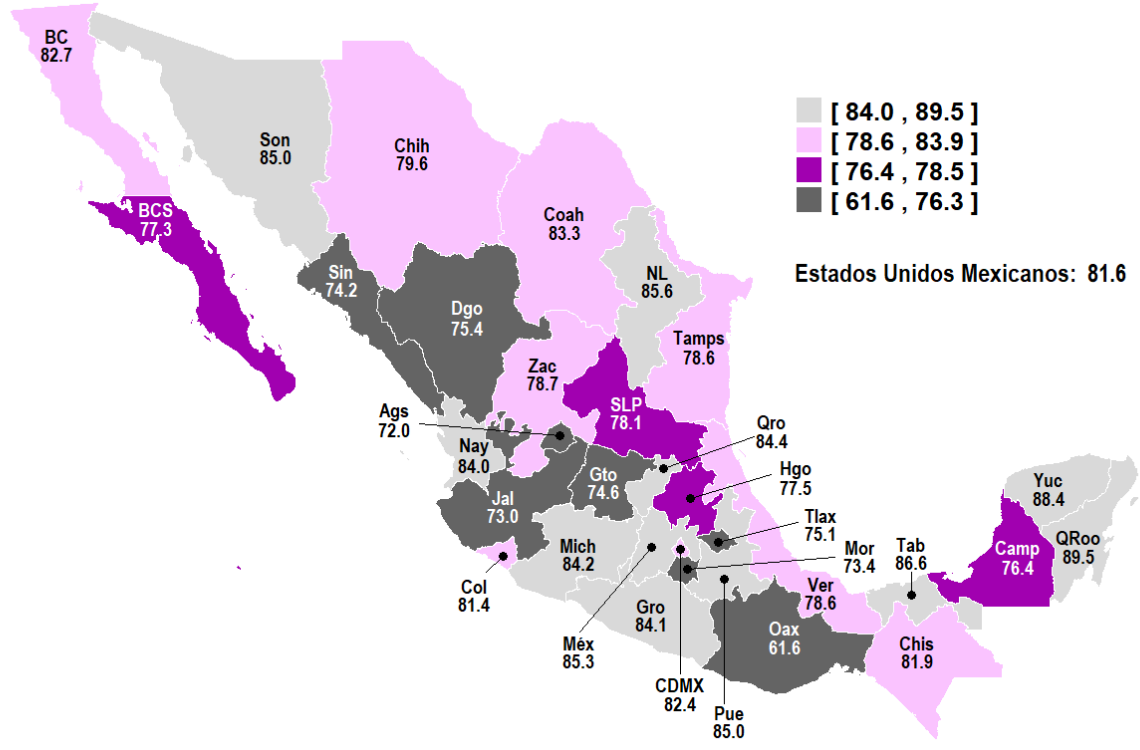 BC
82.7
Son
85.0
Chih
79.6
[ 84.0 , 89.5 ]
[ 78.6 , 83.9 ]
[ 76.4 , 78.5 ]
[ 61.6 , 76.3 ]
Estados Unidos Mexicanos: 81.6
BCS
77.3
Coah
83.3
NL
85.6
Sin
74.2
Dgo
75.4
Tamps
78.6
Zac
78.7
SLP
78.1
Ags
72.0
Nay
84.0
Qro
84.4
Gto
74.6
Hgo
77.5
Jal
73.0
Yuc
88.4
Tlax
75.1
QRoo
89.5
Mich
84.2
Mor
73.4
Tab
86.6
Camp
76.4
Col
81.4
Ver
78.6
Gro
84.1
Oax
61.6
Chis
81.9
Méx
85.3
CDMX
82.4
Pue
85.0